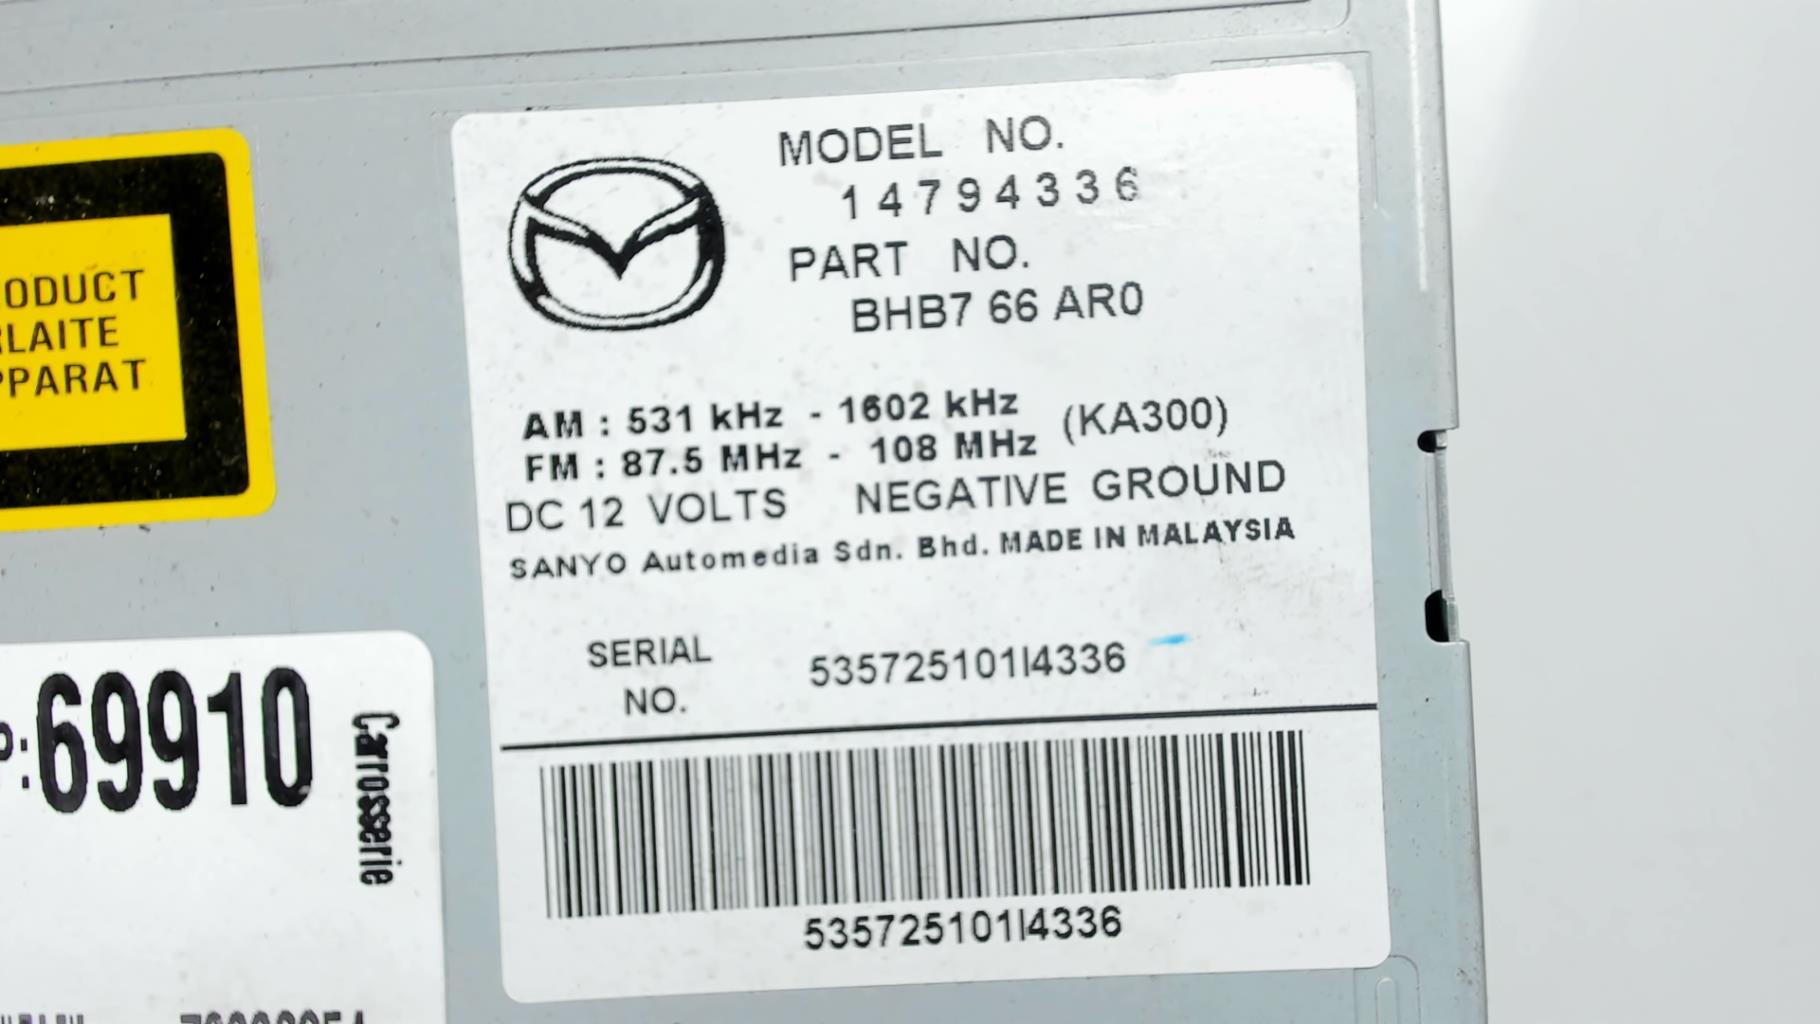 MODEL NO.
14794336
PART NO.
BHB7 66 AR0
AM : 531 kHz - 1602 kHz (KA300)
FM : 87.5 MHz - 108 MHz
DC 12 VOLTS NEGATIVE GROUND
SANYO Automedia Sdn. Bhd. MADE IN MALAYSIA
SERIAL NO. 535725101I4336
535725101I4336
ODUCT
LAITE
PPARAT
P:69910
Carrosserie